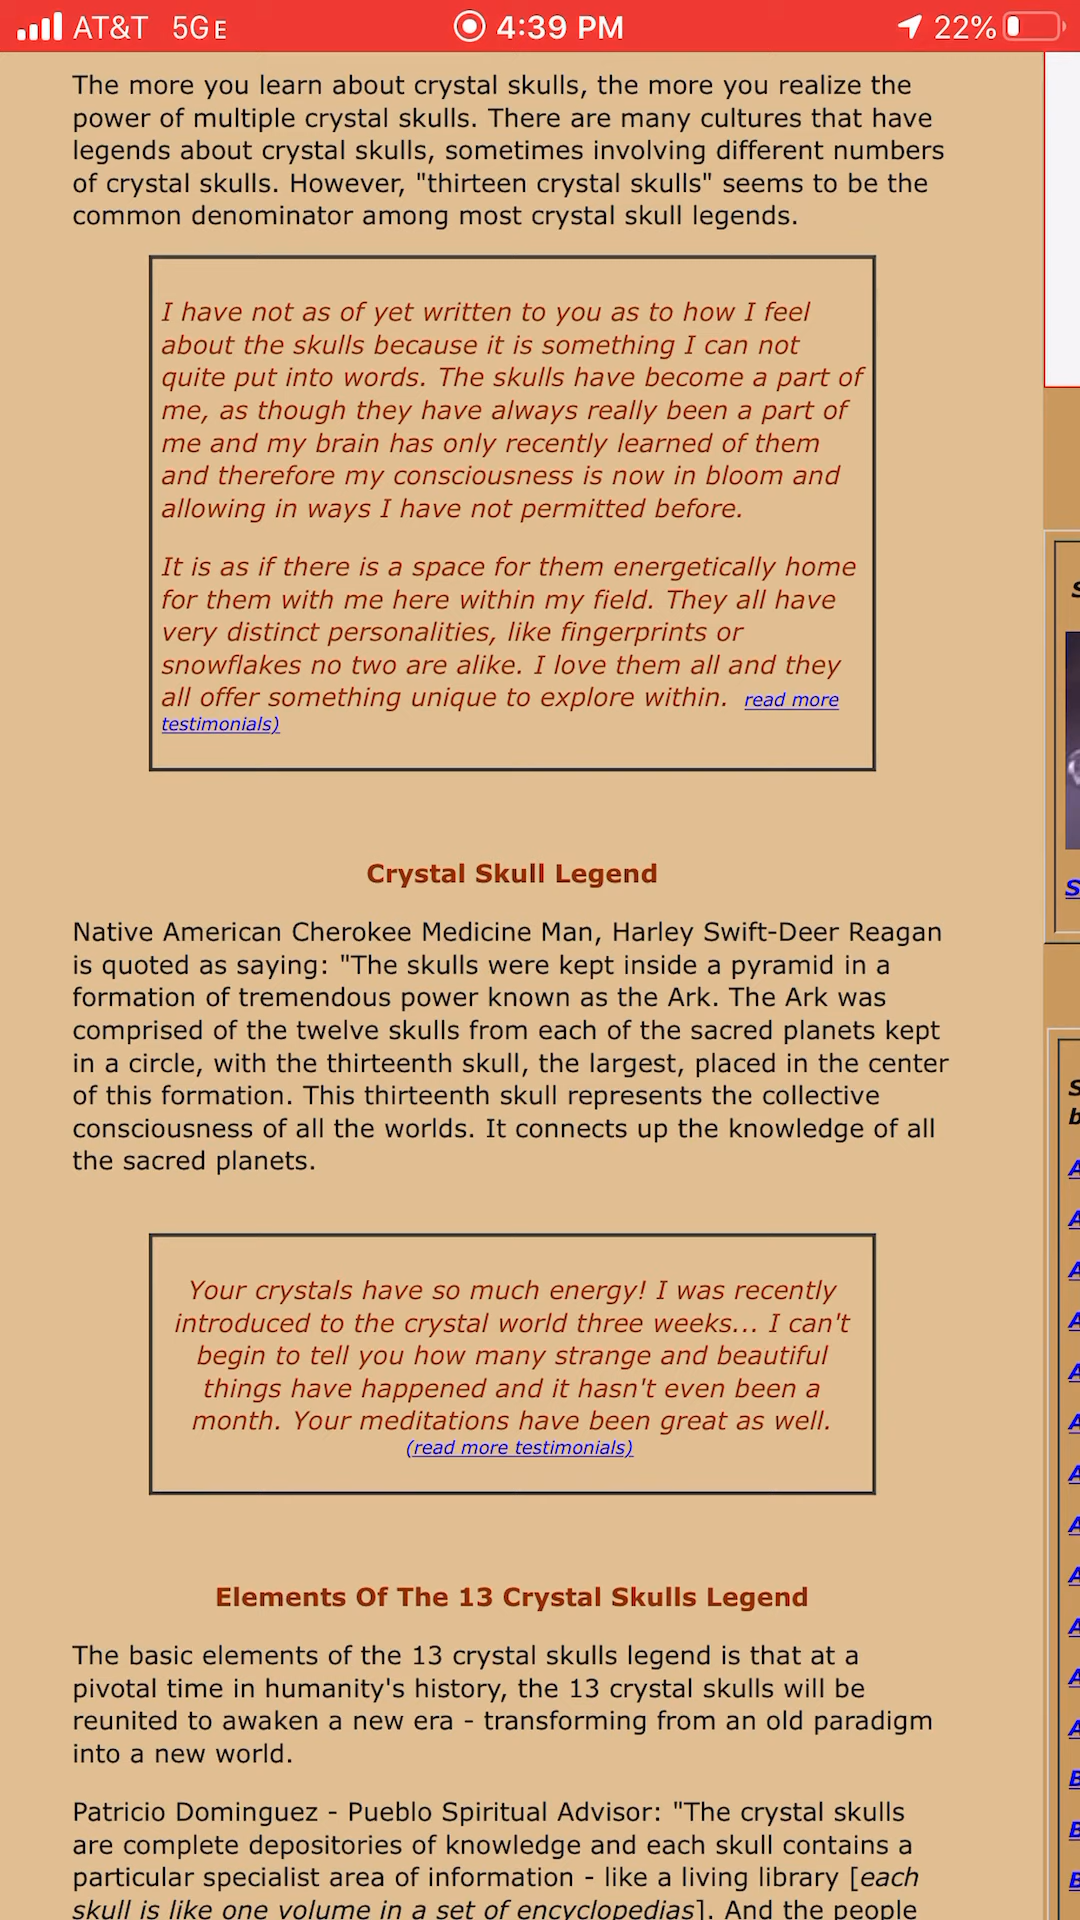 AT&T 5GE 4:39 PM 22%
The more you learn about crystal skulls, the more you realize the
power of multiple crystal skulls. There are many cultures that have
legends about crystal skulls, sometimes involving different numbers
of crystal skulls. However, "thirteen crystal skulls" seems to be the
common denominator among most crystal skull legends.
I have not as of yet written to you as to how I feel
about the skulls because it is something I can not
quite put into words. The skulls have become a part of
me, as though they have always really been a part of
me and my brain has only recently learned of them
and therefore my consciousness is now in bloom and
allowing in ways I have not permitted before.
It is as if there is a space for them energetically home
for them with me here within my field. They all have
very distinct personalities, like fingerprints or
snowflakes no two are alike. I love them all and they
all offer something unique to explore within. read more
testimonials)
Crystal Skull Legend
Native American Cherokee Medicine Man, Harley Swift-Deer Reagan
is quoted as saying: "The skulls were kept inside a pyramid in a
formation of tremendous power known as the Ark. The Ark was
comprised of the twelve skulls from each of the sacred planets kept
in a circle, with the thirteenth skull, the largest, placed in the center
of this formation. This thirteenth skull represents the collective
consciousness of all the worlds. It connects up the knowledge of all
the sacred planets.
Your crystals have so much energy! I was recently
introduced to the crystal world three weeks... I can't
begin to tell you how many strange and beautiful
things have happened and it hasn't even been a
month. Your meditations have been great as well.
(read more testimonials)
Elements Of The 13 Crystal Skulls Legend
The basic elements of the 13 crystal skulls legend is that at a
pivotal time in humanity's history, the 13 crystal skulls will be
reunited to awaken a new era - transforming from an old paradigm
into a new world.
Patricio Dominguez - Pueblo Spiritual Advisor: "The crystal skulls
are complete depositories of knowledge and each skull contains a
particular specialist area of information - like a living library [each
skull is like one volume in a set of encyclopedias]. And the people